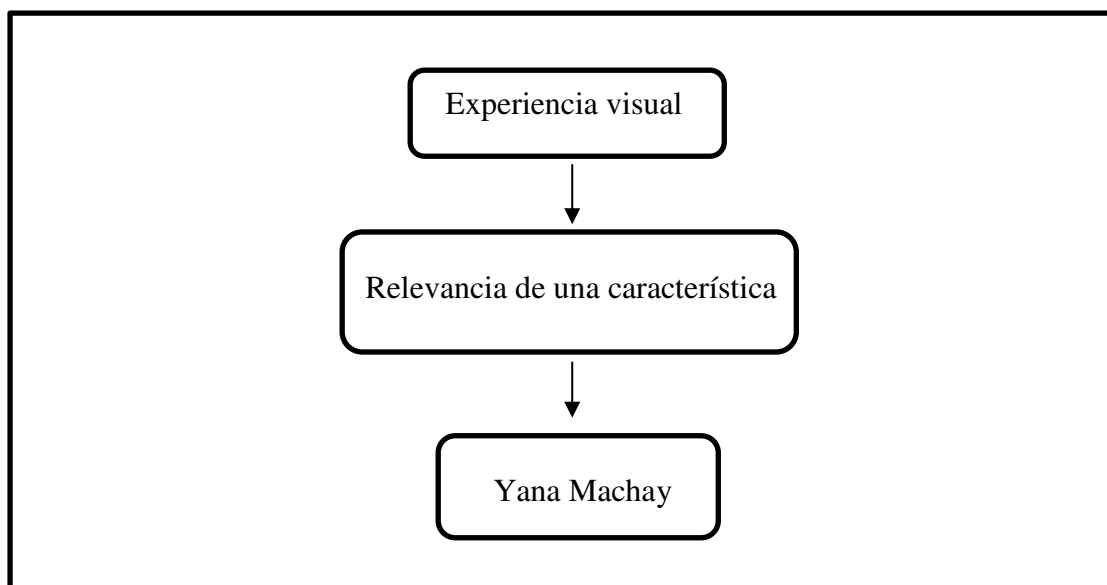 Experiencia visual
Relevancia de una característica
Yana Machay